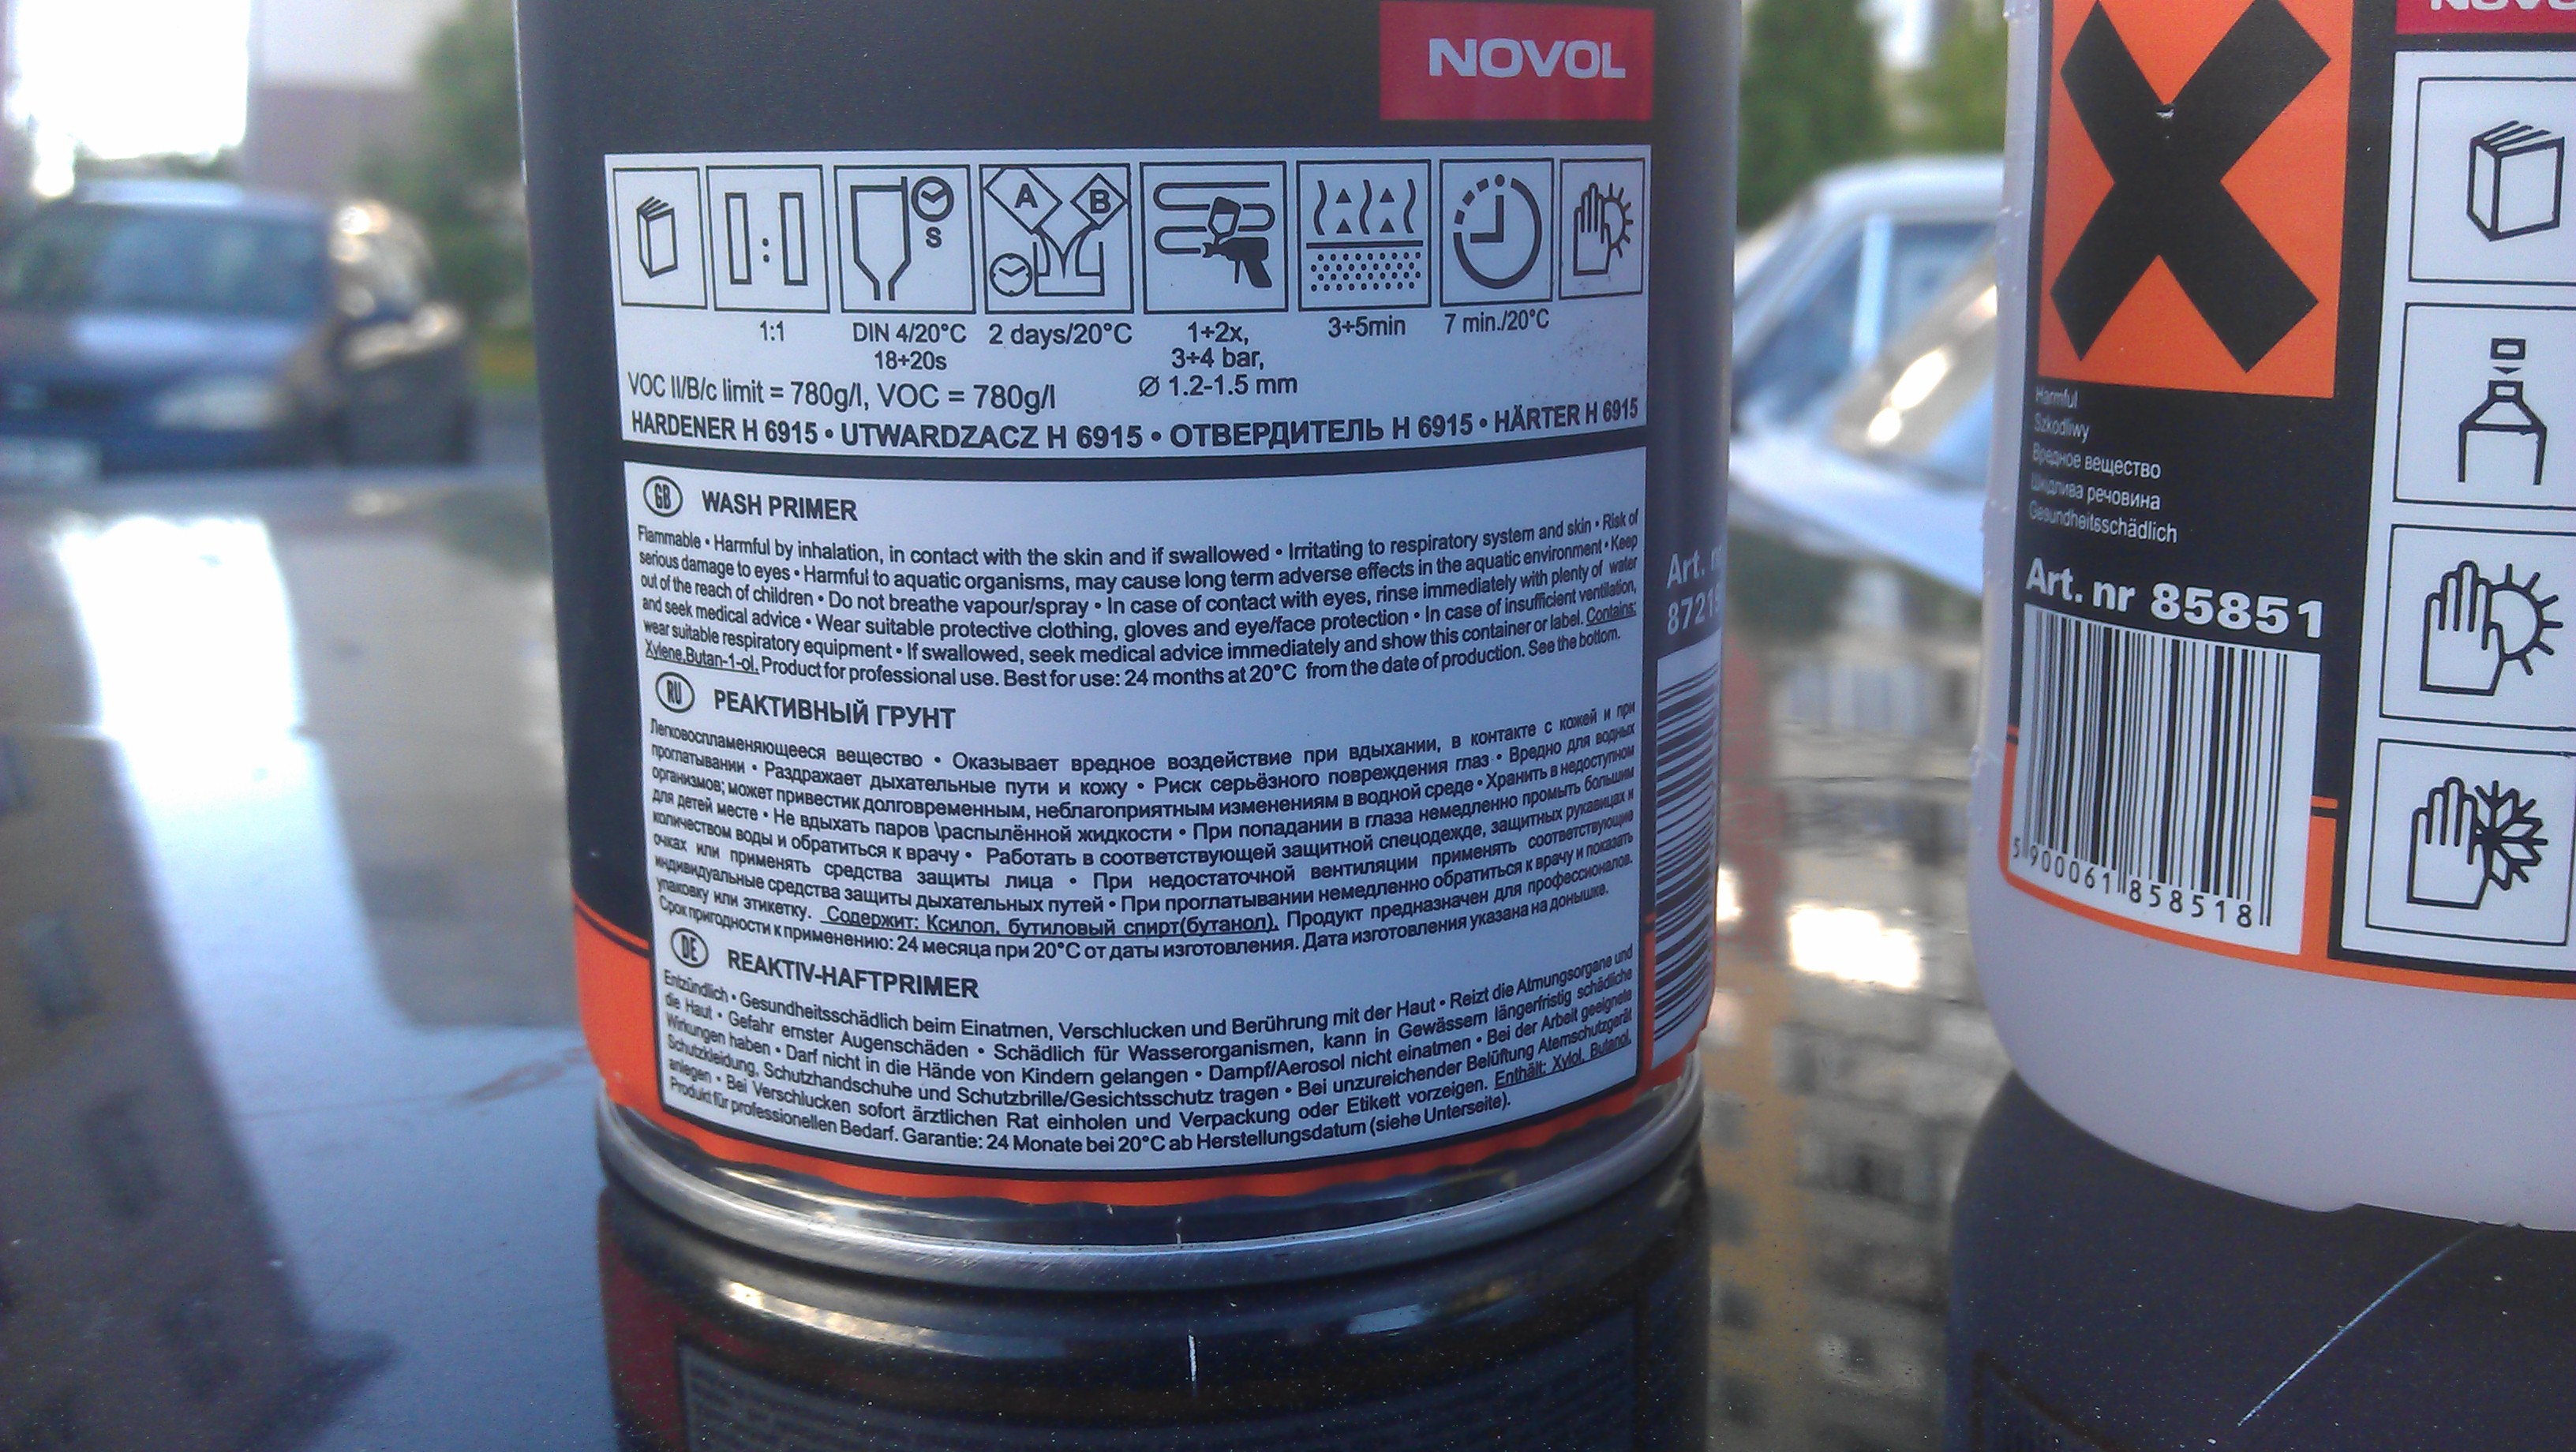 NOVOL
A B
S
1:1
DIN 4/20°C
18÷20s
2 days/20°C
1÷2x,
3÷4 bar,
Ø 1.2-1.5 mm
3÷5min
7 min./20°C
VOC II/B/c limit = 780g/l, VOC = 780g/l
HARDENER H 6915 • UTWARDZACZ H 6915 • ОТВЕРДИТЕЛЬ H 6915 • HÄRTER H 6915
GB WASH PRIMER
Flammable • Harmful by inhalation, in contact with the skin and if swallowed • Irritating to respiratory system and skin • Risk of
serious damage to eyes • Harmful to aquatic organisms, may cause long term adverse effects in the aquatic environment • Keep
out of the reach of children • Do not breathe vapour/spray • In case of contact with eyes, rinse immediately with plenty of water
and seek medical advice • Wear suitable protective clothing, gloves and eye/face protection • In case of insufficient ventilation,
wear suitable respiratory equipment • If swallowed, seek medical advice immediately and show this container or label. Contains:
Xylene,Butan-1-ol. Product for professional use. Best for use: 24 months at 20°C from the date of production. See the bottom.
RU РЕАКТИВНЫЙ ГРУНТ
Легковоспламеняющееся вещество • Оказывает вредное воздействие при вдыхании, в контакте с кожей и при
проглатывании • Раздражает дыхательные пути и кожу • Риск серьёзного повреждения глаз • Вредно для водных
организмов; может привестик долговременным, неблагоприятным изменениям в водной среде • Хранить в недоступном
для детей месте • Не вдыхать паров \распылённой жидкости • При попадании в глаза немедленно промыть большим
количеством воды и обратиться к врачу • Работать в соответствующей защитной спецодежде, защитных рукавицах и
очках или применять средства защиты лица • При недостаточной вентиляции применять соответствующие
индивидуальные средства защиты дыхательных путей • При проглатывании немедленно обратиться к врачу и показать
упаковку или этикетку. Содержит: Ксилол, бутиловый спирт(бутанол). Продукт предназначен для профессионалов.
Срок пригодности к применению: 24 месяца при 20°С от даты изготовления. Дата изготовления указана на донышке.
DE REAKTIV-HAFTPRIMER
Entzündlich • Gesundheitsschädlich beim Einatmen, Verschlucken und Berührung mit der Haut • Reizt die Atmungsorgane und
die Haut • Gefahr ernster Augenschäden • Schädlich für Wasserorganismen, kann in Gewässern längerfristig schädliche
Wirkungen haben • Darf nicht in die Hände von Kindern gelangen • Dampf/Aerosol nicht einatmen • Bei der Arbeit geeignete
Schutzkleidung, Schutzhandschuhe und Schutzbrille/Gesichtsschutz tragen • Bei unzureichender Belüftung Atemschutzgerät
anlegen • Bei Verschlucken sofort ärztlichen Rat einholen und Verpackung oder Etikett vorzeigen. Enthält: Xylol, Butanol.
Produkt für professionellen Bedarf. Garantie: 24 Monate bei 20°C ab Herstellungsdatum (siehe Unterseite).
Art.
Harmful
Szkodliwy
Вредное вещество
Шкідлива речовина
Gesundheitsschädlich
Art. nr 85851
5 900061 858518